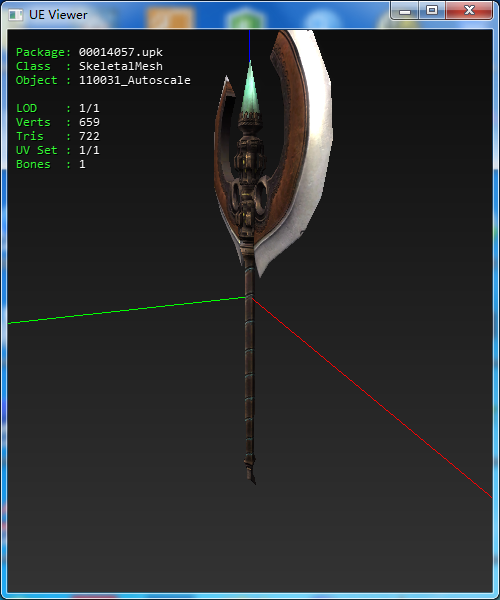 UE Viewer
Package: 00014057.upk
Class : SkeletalMesh
Object : 110031_Autoscale
LOD : 1/1
Verts : 659
Tris : 722
UV Set : 1/1
Bones : 1